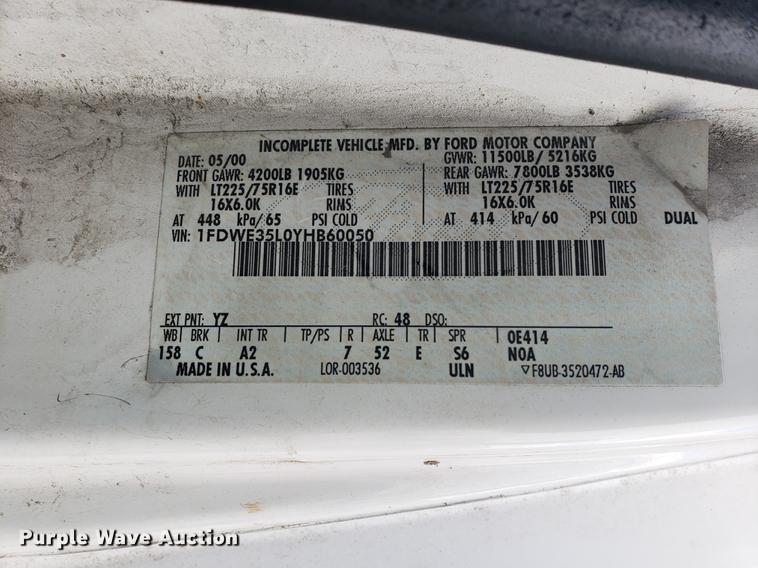 INCOMPLETE VEHICLE MFD. BY FORD MOTOR COMPANY
DATE: 05/00 GVWR: 11500LB/ 5216KG
FRONT GAWR: 4200LB 1905KG REAR GAWR: 7800LB 3538KG
WITH LT225/75R16E TIRES WITH LT225/75R16E TIRES
16X6.0K RIMS 16X6.0K RIMS
AT 448 kPa/65 PSI COLD AT 414 kPa/60 PSI COLD DUAL
VIN: 1FDWE35L0YHB60050
EXT PNT: YZ RC: 48 DSO:
WB BRK INT TR TP/PS R AXLE TR SPR 0E414
158 C A2 7 52 E S6 N0A
MADE IN U.S.A. LOR-003536 ULN ▽F8UB-3520472-AB
Purple Wave Auction